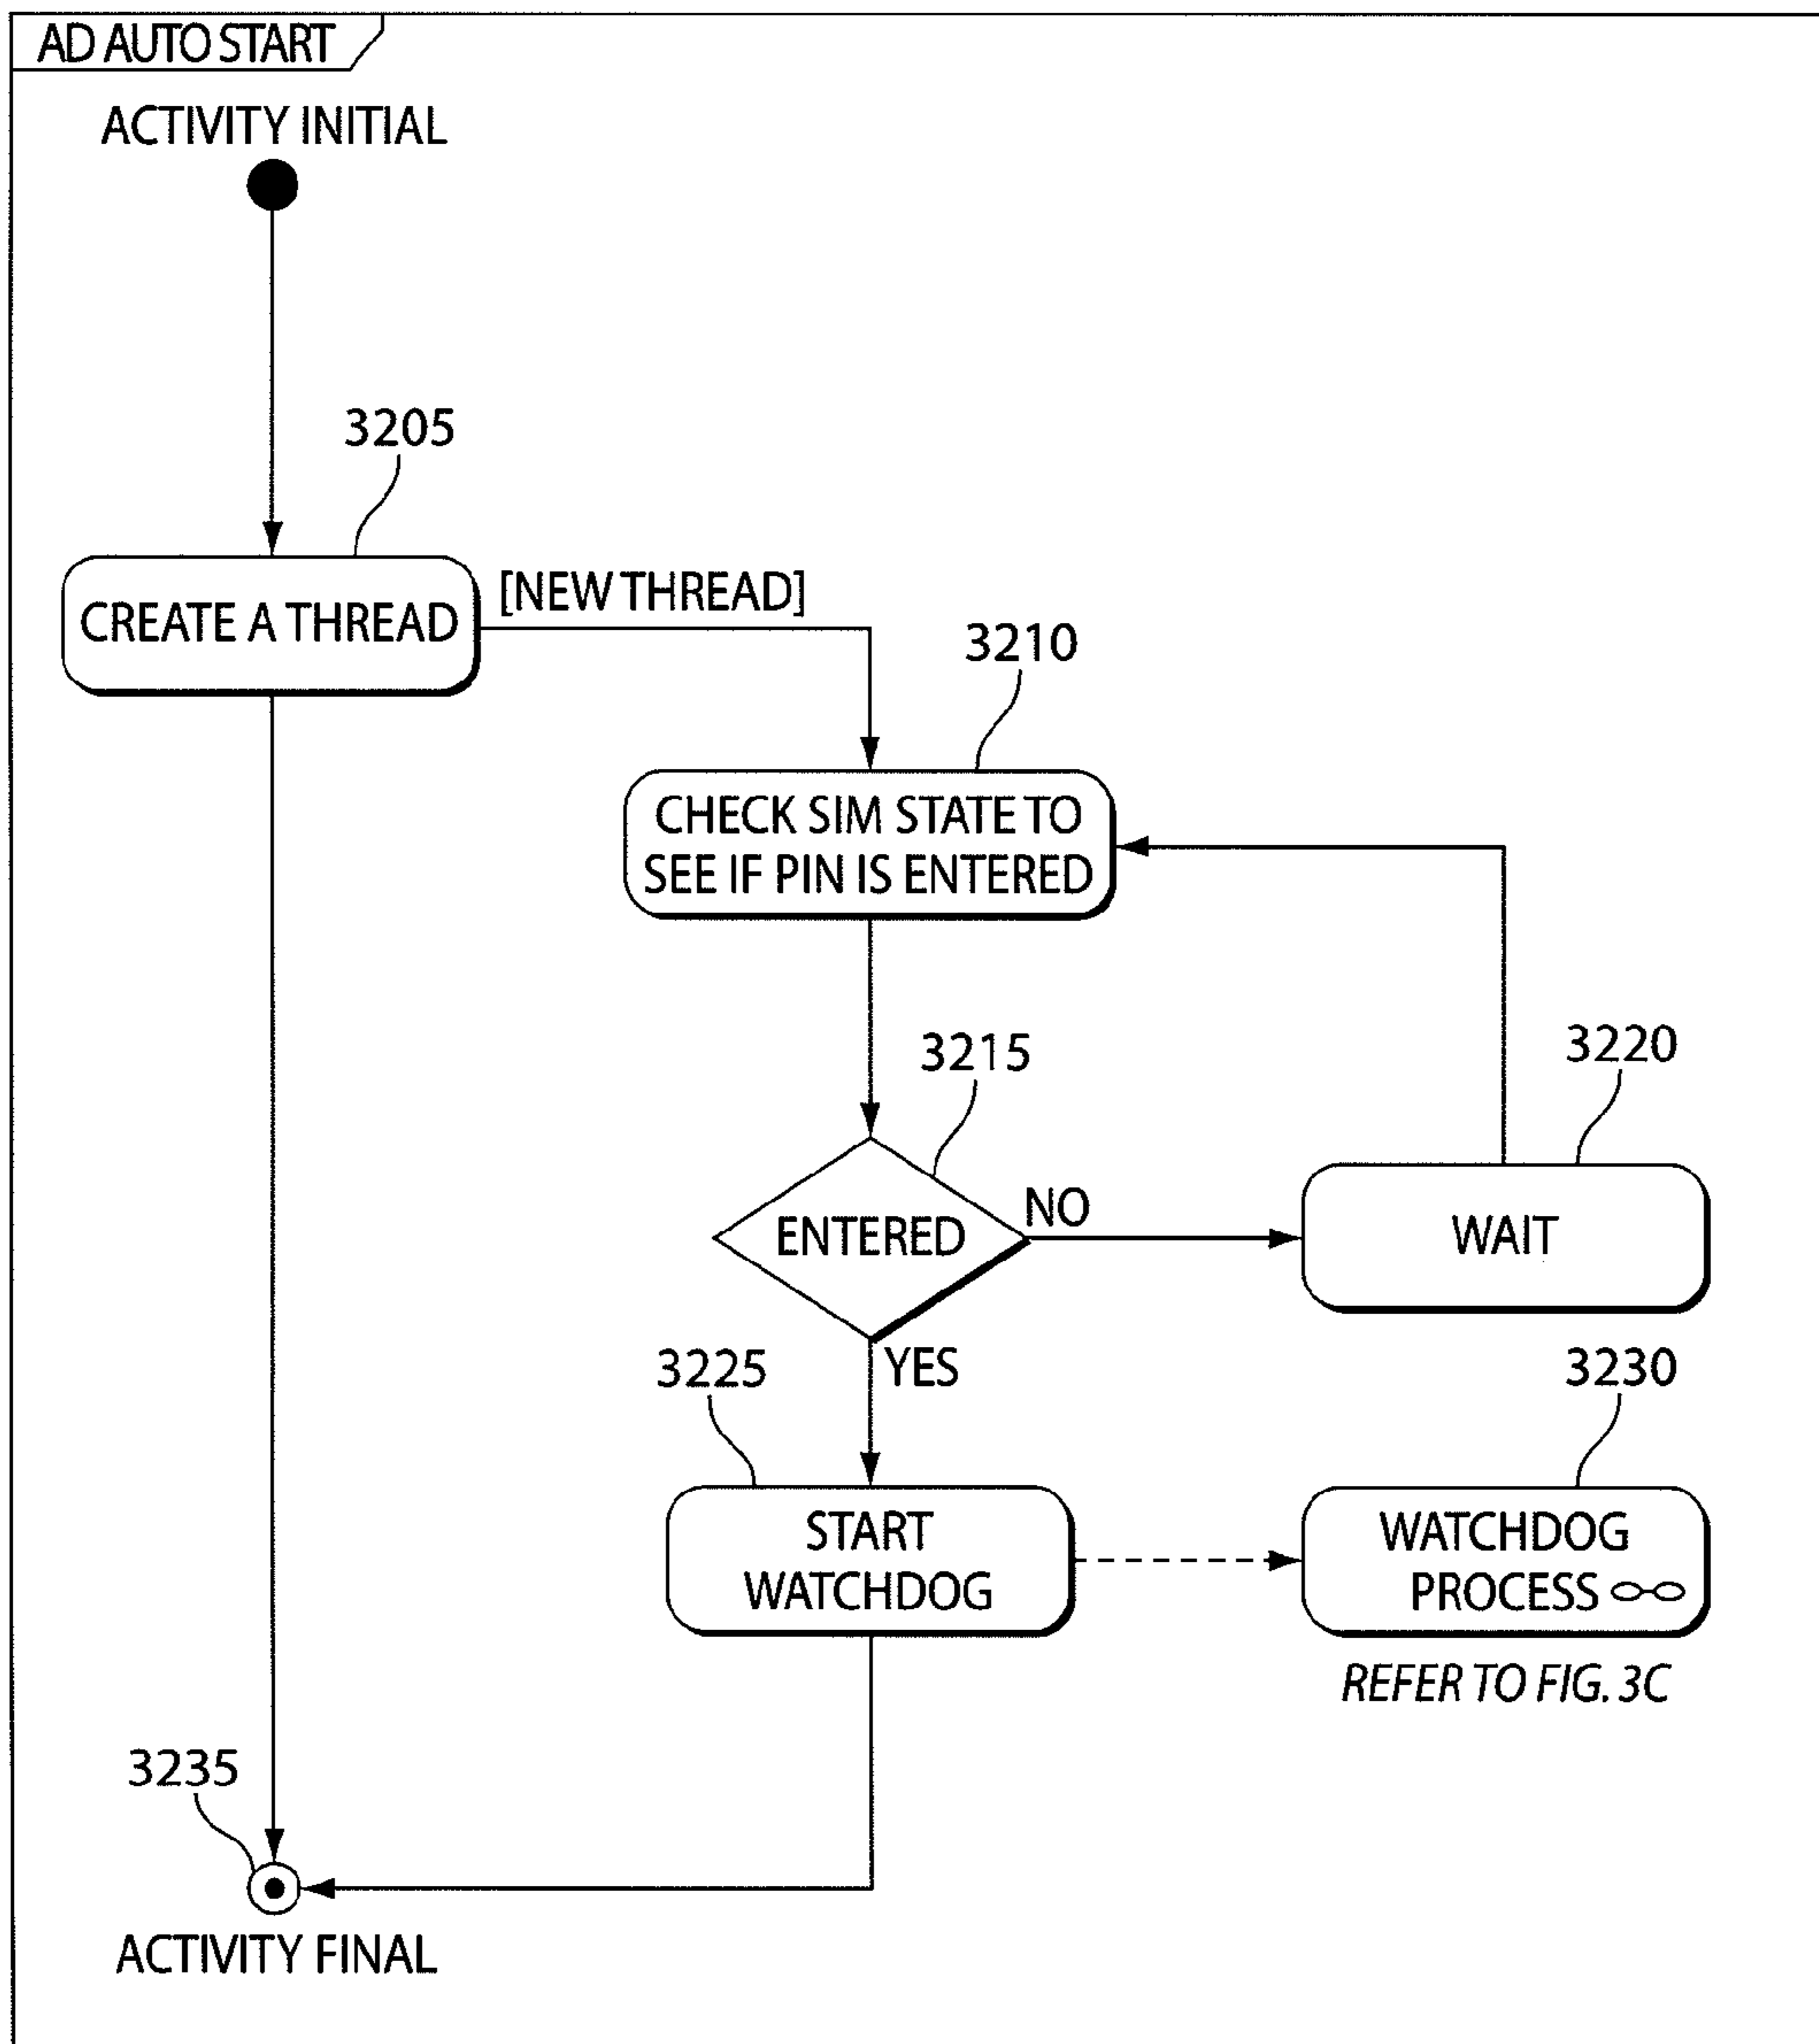 AD AUTO START
ACTIVITY INITIAL
3205
CREATE A THREAD
[NEW THREAD]
3210
CHECK SIM STATE TO
SEE IF PIN IS ENTERED
3215
ENTERED
NO
3220
WAIT
YES
3225
START
WATCHDOG
3230
WATCHDOG
PROCESS
REFER TO FIG. 3C
3235
ACTIVITY FINAL